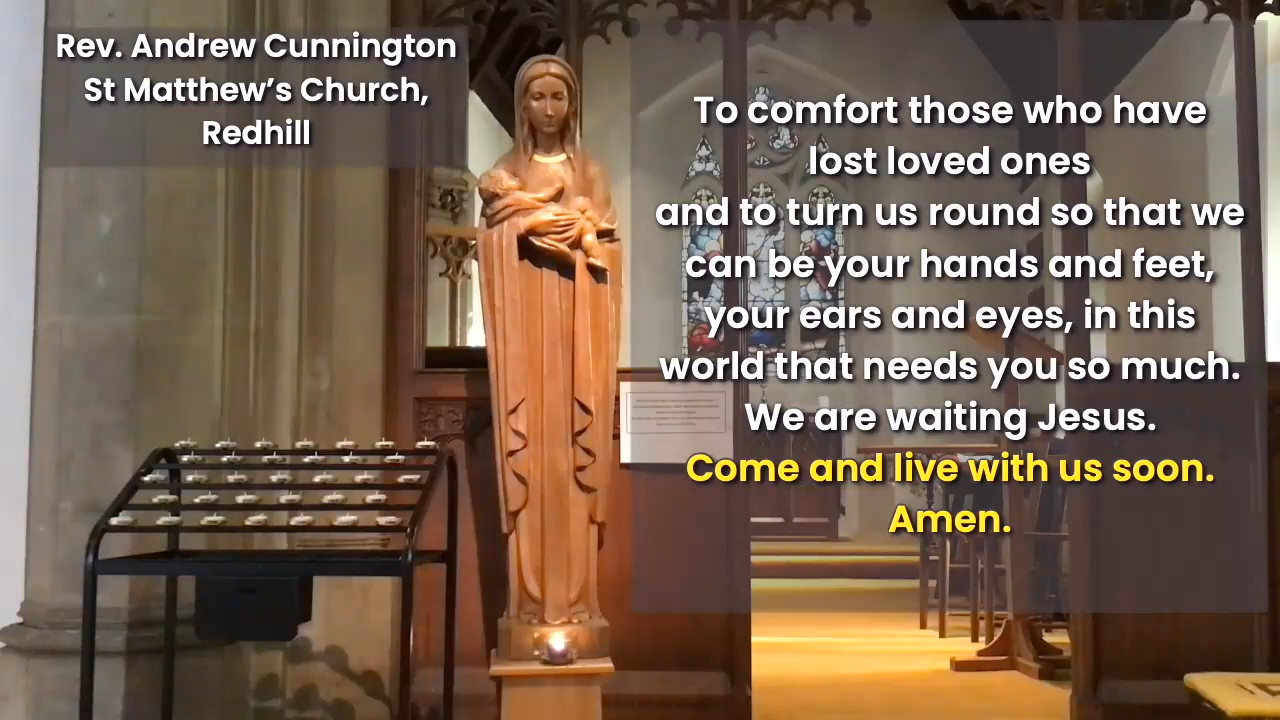 Rev. Andrew Cunnington
St Matthew’s Church,
Redhill
To comfort those who have
lost loved ones
and to turn us round so that we
can be your hands and feet,
your ears and eyes, in this
world that needs you so much.
We are waiting Jesus.
Come and live with us soon.
Amen.